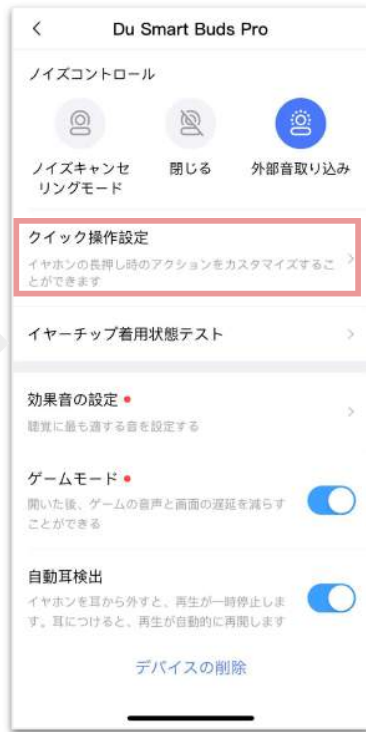 Du Smart Buds Pro
ノイズコントロール
ノイズキャンセ
リングモード
閉じる
外部音取り込み
クイック操作設定
イヤホンの長押し時のアクションをカスタマイズするこ
とができます
イヤーチップ着用状態テスト
効果音の設定
聴覚に最も適する音を設定する
ゲームモード
開いた後、ゲームの音声と画面の遅延を減らす
ことができる
自動耳検出
イヤホンを耳から外すと、再生が一時停止しま
す。耳につけると、再生が自動的に再開します
デバイスの削除